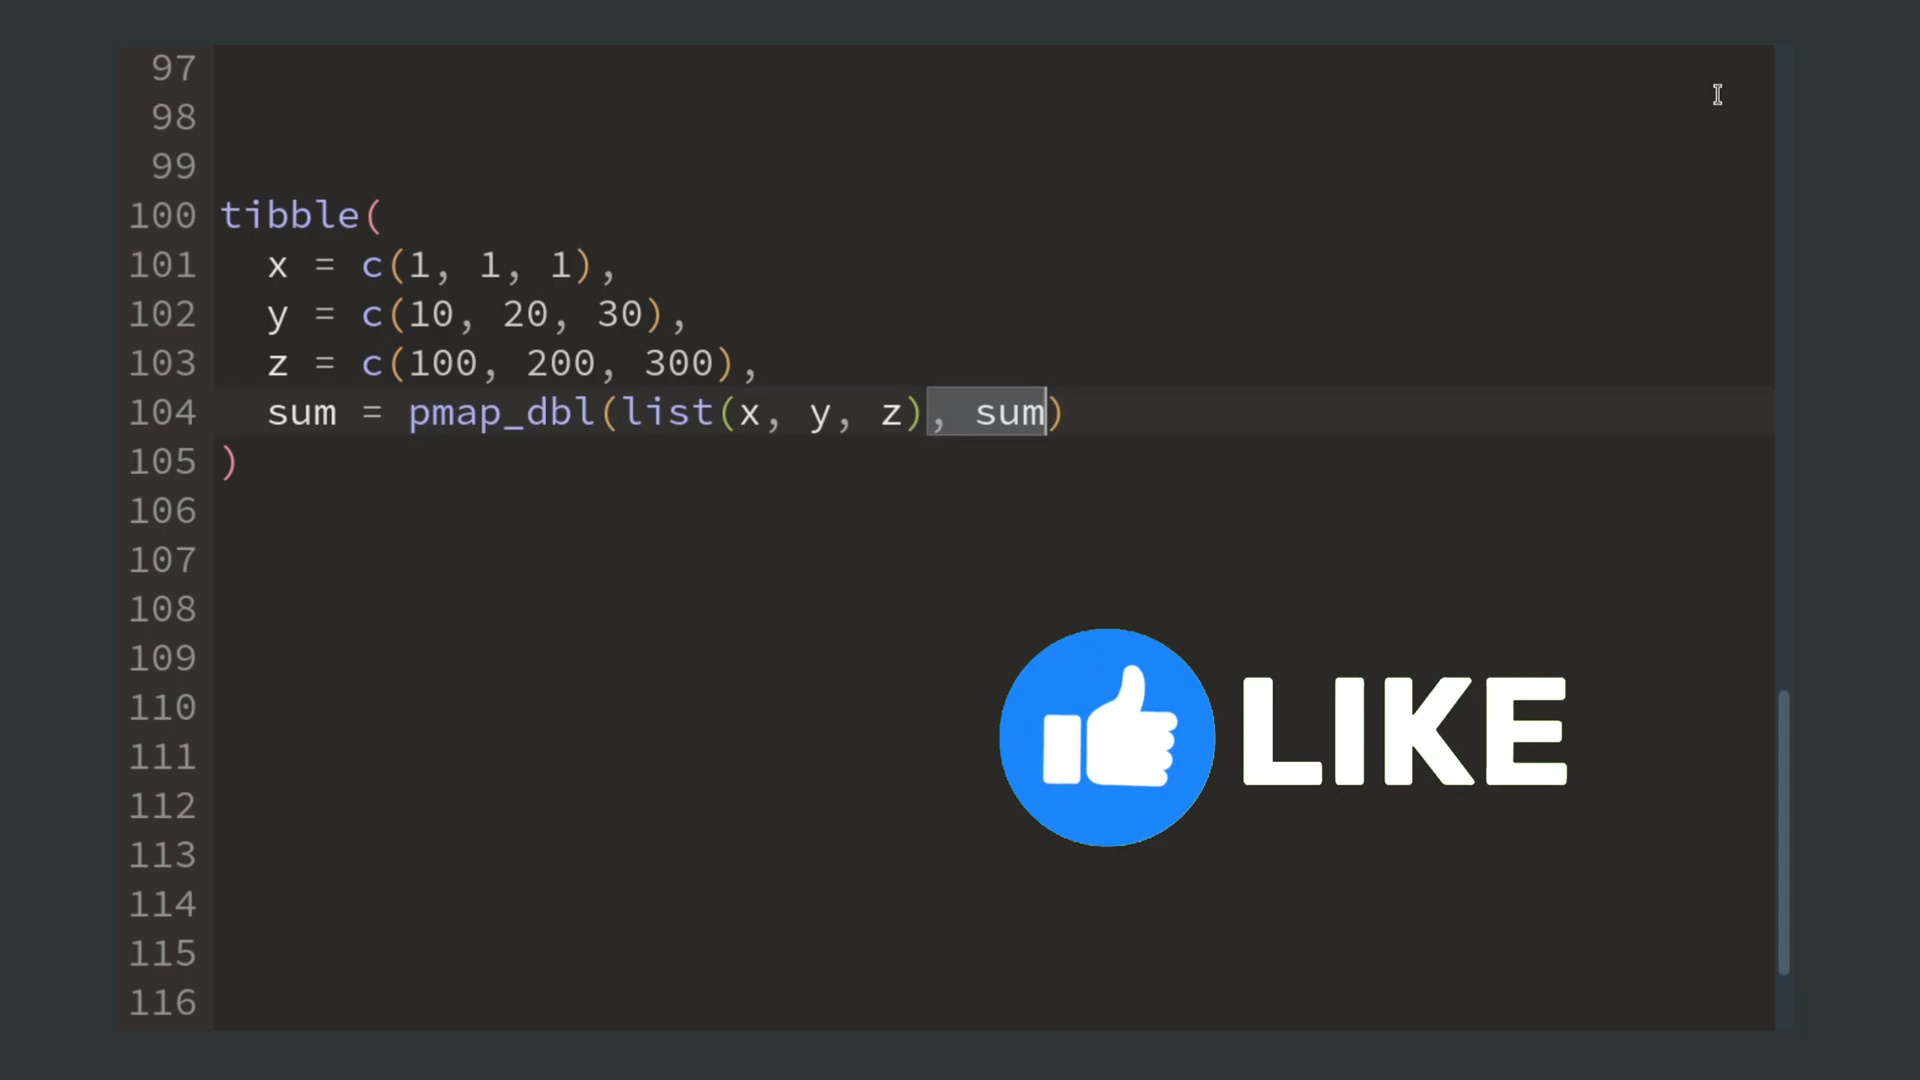 97
98
99
100 tibble(
101   x = c(1, 1, 1),
102   y = c(10, 20, 30),
103   z = c(100, 200, 300),
104   sum = pmap_dbl(list(x, y, z), sum)
105 )
106
107
108
109
110
111
112
113
114
115
116
LIKE